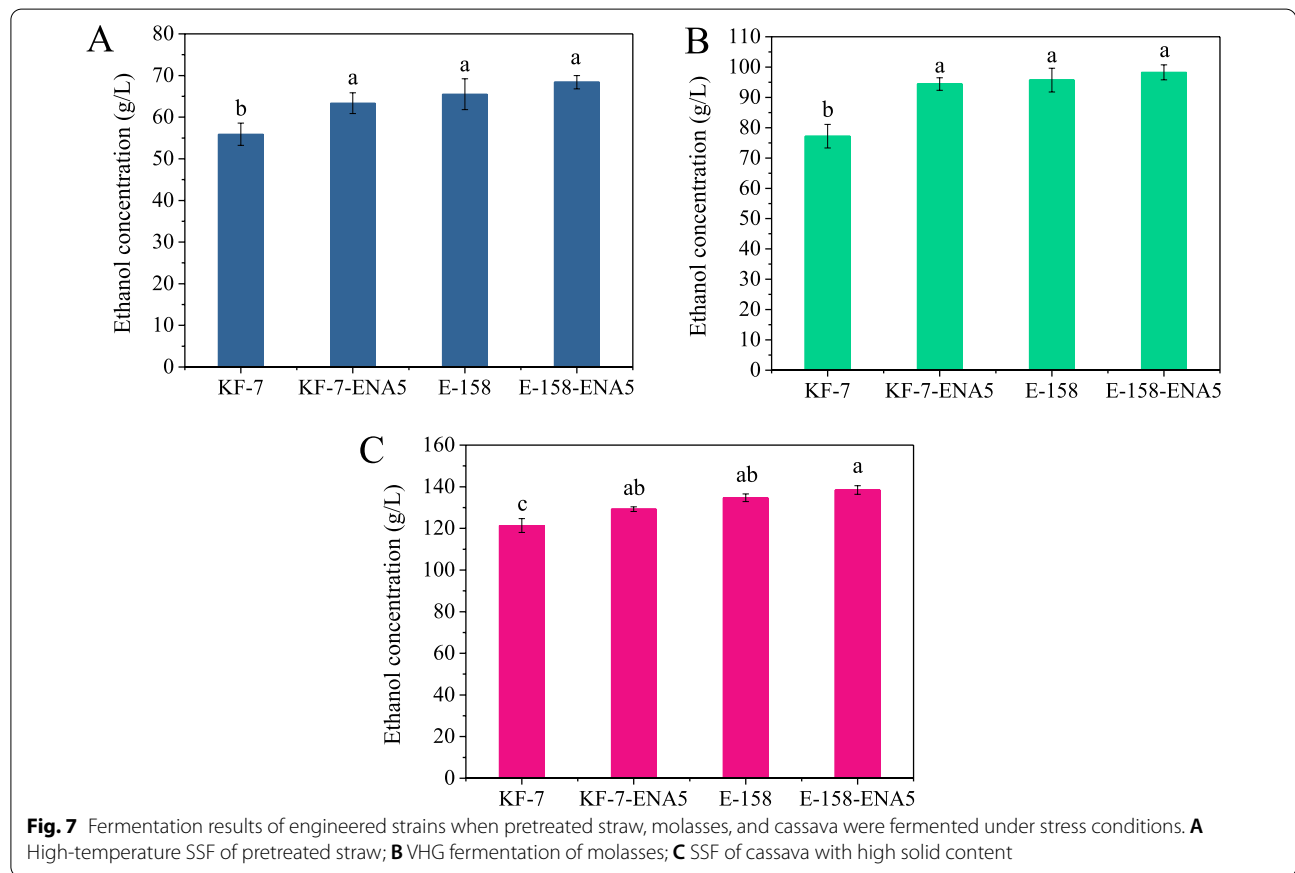 A
Ethanol concentration (g/L)
80
70
60
50
40
30
20
10
0
b
a
a
a
KF-7
KF-7-ENA5
E-158
E-158-ENA5
B
Ethanol concentration (g/L)
110
100
90
80
70
60
50
40
30
20
10
0
b
a
a
a
KF-7
KF-7-ENA5
E-158
E-158-ENA5
C
Ethanol concentration (g/L)
160
140
120
100
80
60
40
20
0
c
ab
ab
a
KF-7
KF-7-ENA5
E-158
E-158-ENA5
Fig. 7 Fermentation results of engineered strains when pretreated straw, molasses, and cassava were fermented under stress conditions. A
High-temperature SSF of pretreated straw; B VHG fermentation of molasses; C SSF of cassava with high solid content